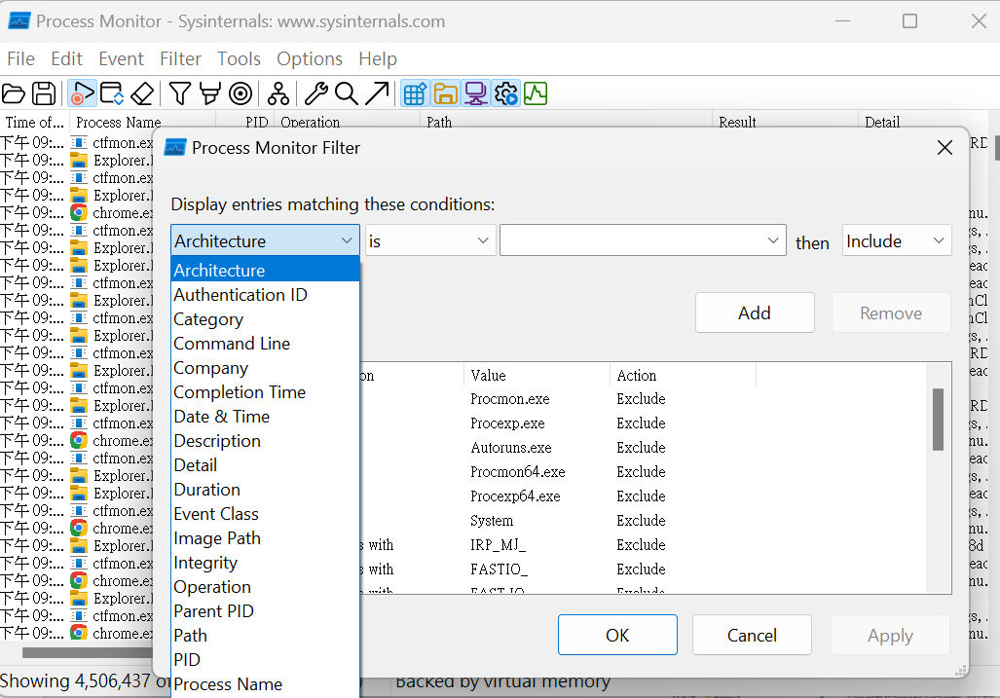 Process Monitor - Sysinternals: www.sysinternals.com
File Edit Event Filter Tools Options Help
Time of... Process Name PID Operation Path Result Detail
下午 09:... ctfmon.ex
下午 09:... Explorer.
下午 09:... ctfmon.ex
下午 09:... Explorer.
下午 09:... chrome.ex
下午 09:... ctfmon.ex
下午 09:... Explorer.
下午 09:... Explorer.
下午 09:... ctfmon.ex
下午 09:... Explorer.
下午 09:... ctfmon.ex
下午 09:... Explorer.
下午 09:... ctfmon.ex
下午 09:... Explorer.
下午 09:... ctfmon.ex
下午 09:... Explorer.
下午 09:... ctfmon.ex
下午 09:... chrome.ex
下午 09:... ctfmon.ex
下午 09:... Explorer.
下午 09:... Explorer.
下午 09:... ctfmon.ex
下午 09:... chrome.ex
下午 09:... Explorer.
下午 09:... ctfmon.ex
下午 09:... chrome.ex
下午 09:... Explorer.
下午 09:... ctfmon.ex
下午 09:... chrome.ex
Process Monitor Filter
Display entries matching these conditions:
Architecture is then Include
Architecture
Authentication ID
Category
Command Line
Company
Completion Time
Date & Time
Description
Detail
Duration
Event Class
Image Path
Integrity
Operation
Parent PID
Path
PID
Process Name
Add Remove
on Value Action
Procmon.exe Exclude
Procexp.exe Exclude
Autoruns.exe Exclude
Procmon64.exe Exclude
Procexp64.exe Exclude
System Exclude
s with IRP_MJ_ Exclude
s with FASTIO_ Exclude
s with FASTIO Exclude
OK Cancel Apply
Showing 4,506,437 of Backed by virtual memory